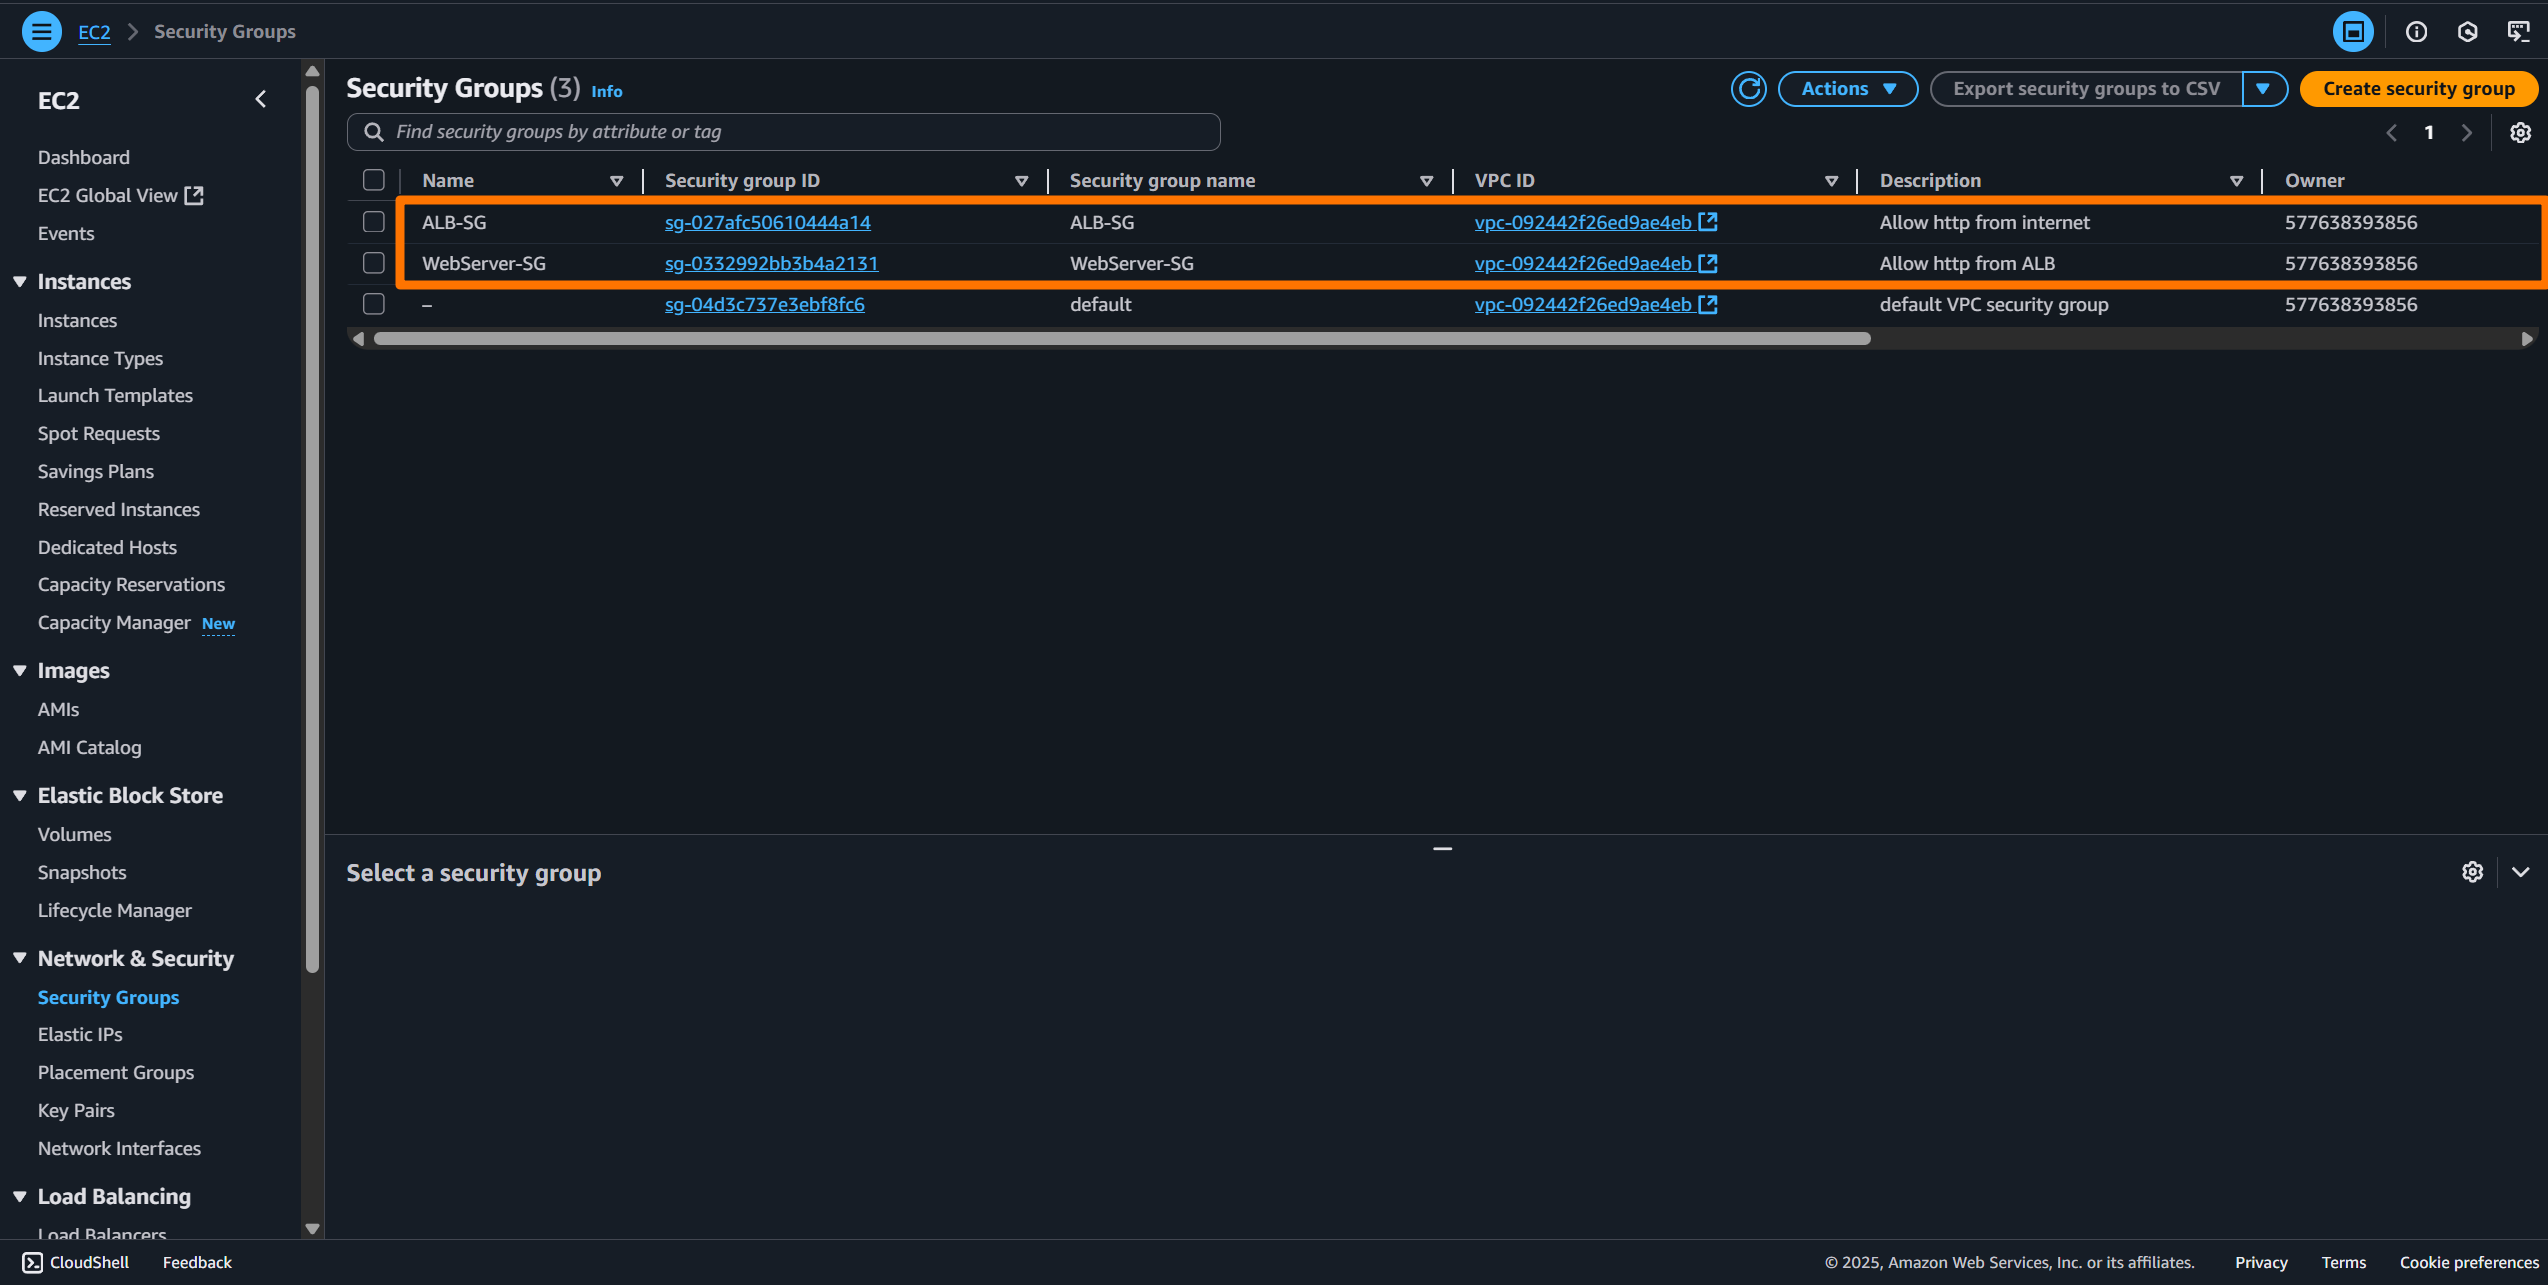 EC2 > Security Groups
EC2
Dashboard
EC2 Global View
Events
Instances
Instances
Instance Types
Launch Templates
Spot Requests
Savings Plans
Reserved Instances
Dedicated Hosts
Capacity Reservations
Capacity Manager New
Images
AMIs
AMI Catalog
Elastic Block Store
Volumes
Snapshots
Lifecycle Manager
Network & Security
Security Groups
Elastic IPs
Placement Groups
Key Pairs
Network Interfaces
Load Balancing
Load Balancers
Security Groups (3) Info
Actions
Export security groups to CSV
Create security group
Find security groups by attribute or tag
1
Name Security group ID Security group name VPC ID Description Owner
ALB-SG sg-027afc50610444a14 ALB-SG vpc-092442f26ed9ae4eb Allow http from internet 577638393856
WebServer-SG sg-0332992bb3b4a2131 WebServer-SG vpc-092442f26ed9ae4eb Allow http from ALB 577638393856
– sg-04d3c737e3ebf8fc6 default vpc-092442f26ed9ae4eb default VPC security group 577638393856
Select a security group
CloudShell Feedback
© 2025, Amazon Web Services, Inc. or its affiliates. Privacy Terms Cookie preferences